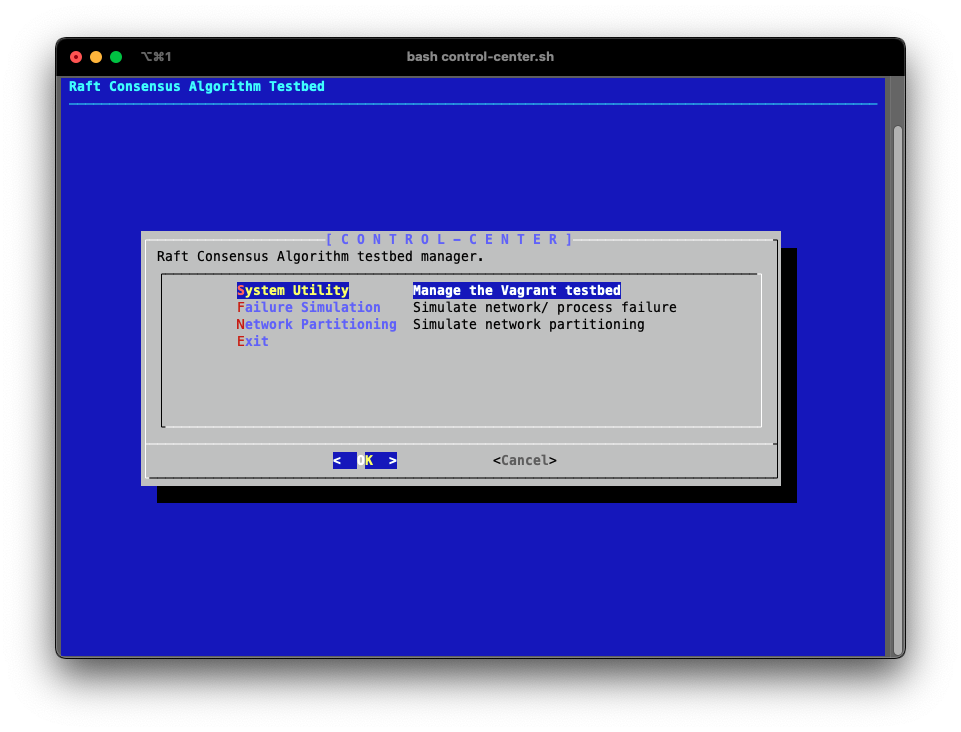 ⌥⌘1 bash control-center.sh
Raft Consensus Algorithm Testbed
[ C O N T R O L - C E N T E R ]
Raft Consensus Algorithm testbed manager.
System Utility Manage the Vagrant testbed
Failure Simulation Simulate network/ process failure
Network Partitioning Simulate network partitioning
Exit
< OK > <Cancel>